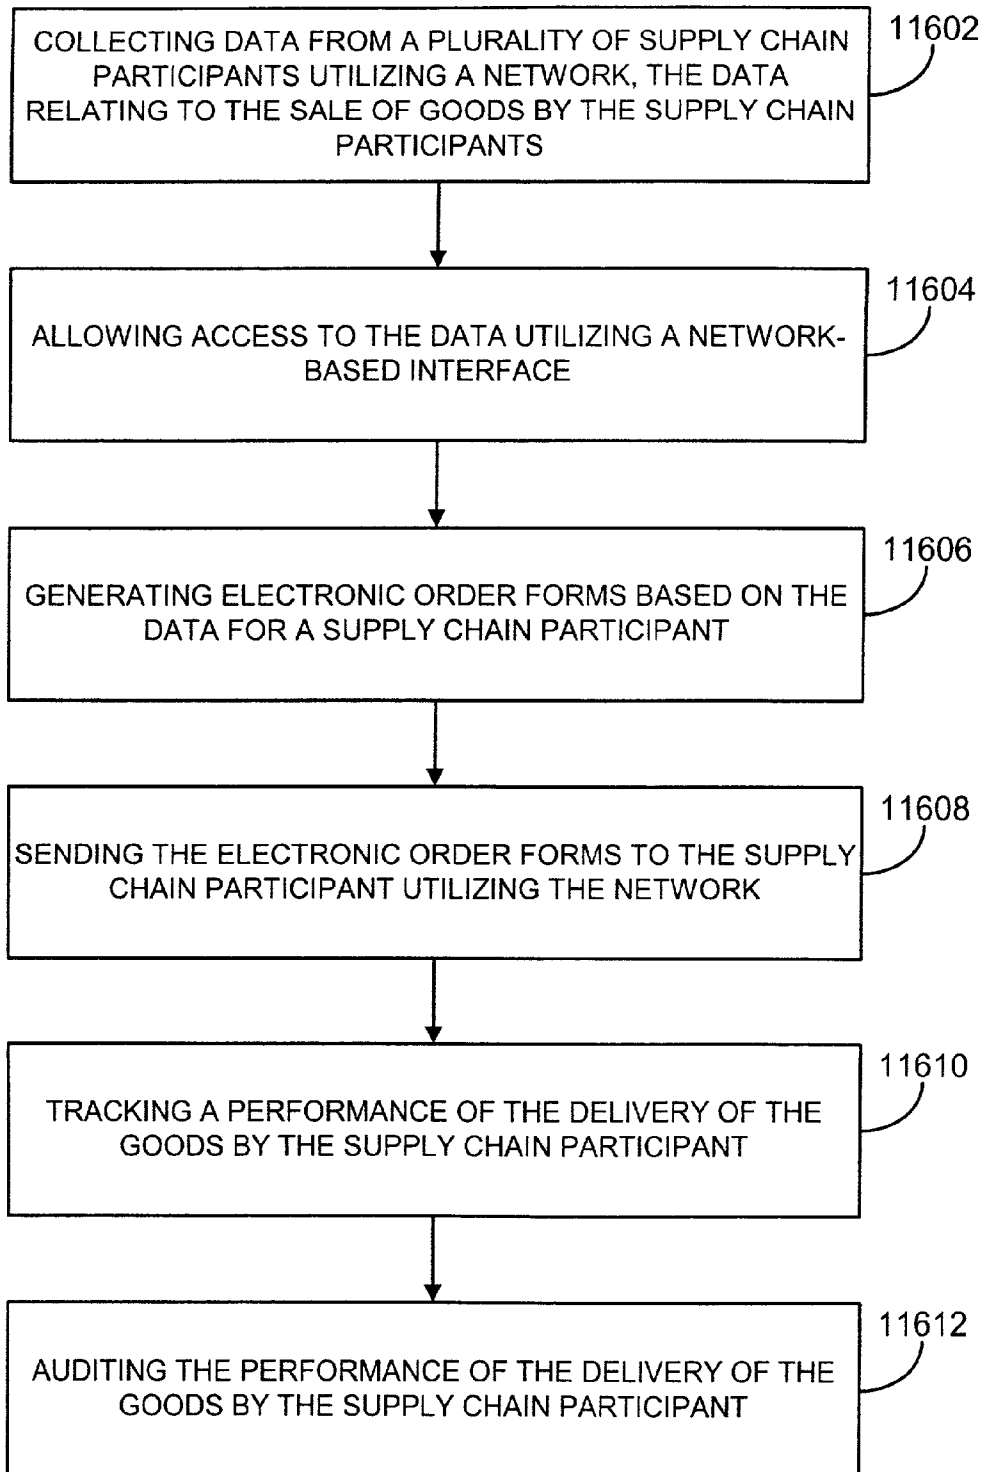 COLLECTING DATA FROM A PLURALITY OF SUPPLY CHAIN
PARTICIPANTS UTILIZING A NETWORK, THE DATA
RELATING TO THE SALE OF GOODS BY THE SUPPLY CHAIN
PARTICIPANTS
11602
ALLOWING ACCESS TO THE DATA UTILIZING A NETWORK-
BASED INTERFACE
11604
GENERATING ELECTRONIC ORDER FORMS BASED ON THE
DATA FOR A SUPPLY CHAIN PARTICIPANT
11606
SENDING THE ELECTRONIC ORDER FORMS TO THE SUPPLY
CHAIN PARTICIPANT UTILIZING THE NETWORK
11608
TRACKING A PERFORMANCE OF THE DELIVERY OF THE
GOODS BY THE SUPPLY CHAIN PARTICIPANT
11610
AUDITING THE PERFORMANCE OF THE DELIVERY OF THE
GOODS BY THE SUPPLY CHAIN PARTICIPANT
11612